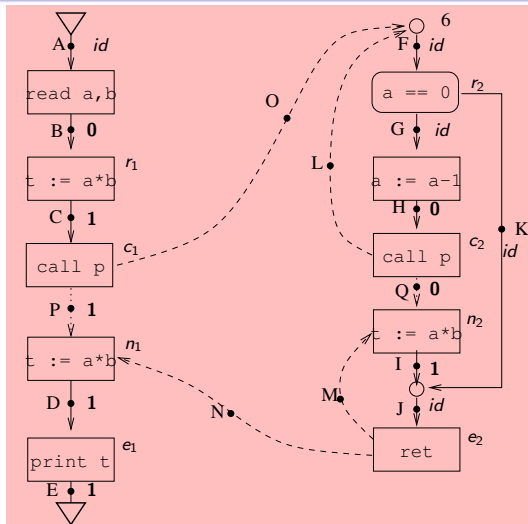 A id
read a,b
B 0
r1
t := a*b
C 1
c1
call p
P 1
n1
t := a*b
D 1
e1
print t
E 1
O
L
N
M
6
F id
r2
a == 0
G id
a := a-1
H 0
K
id
c2
call p
Q 0
n2
t := a*b
I 1
J id
e2
ret